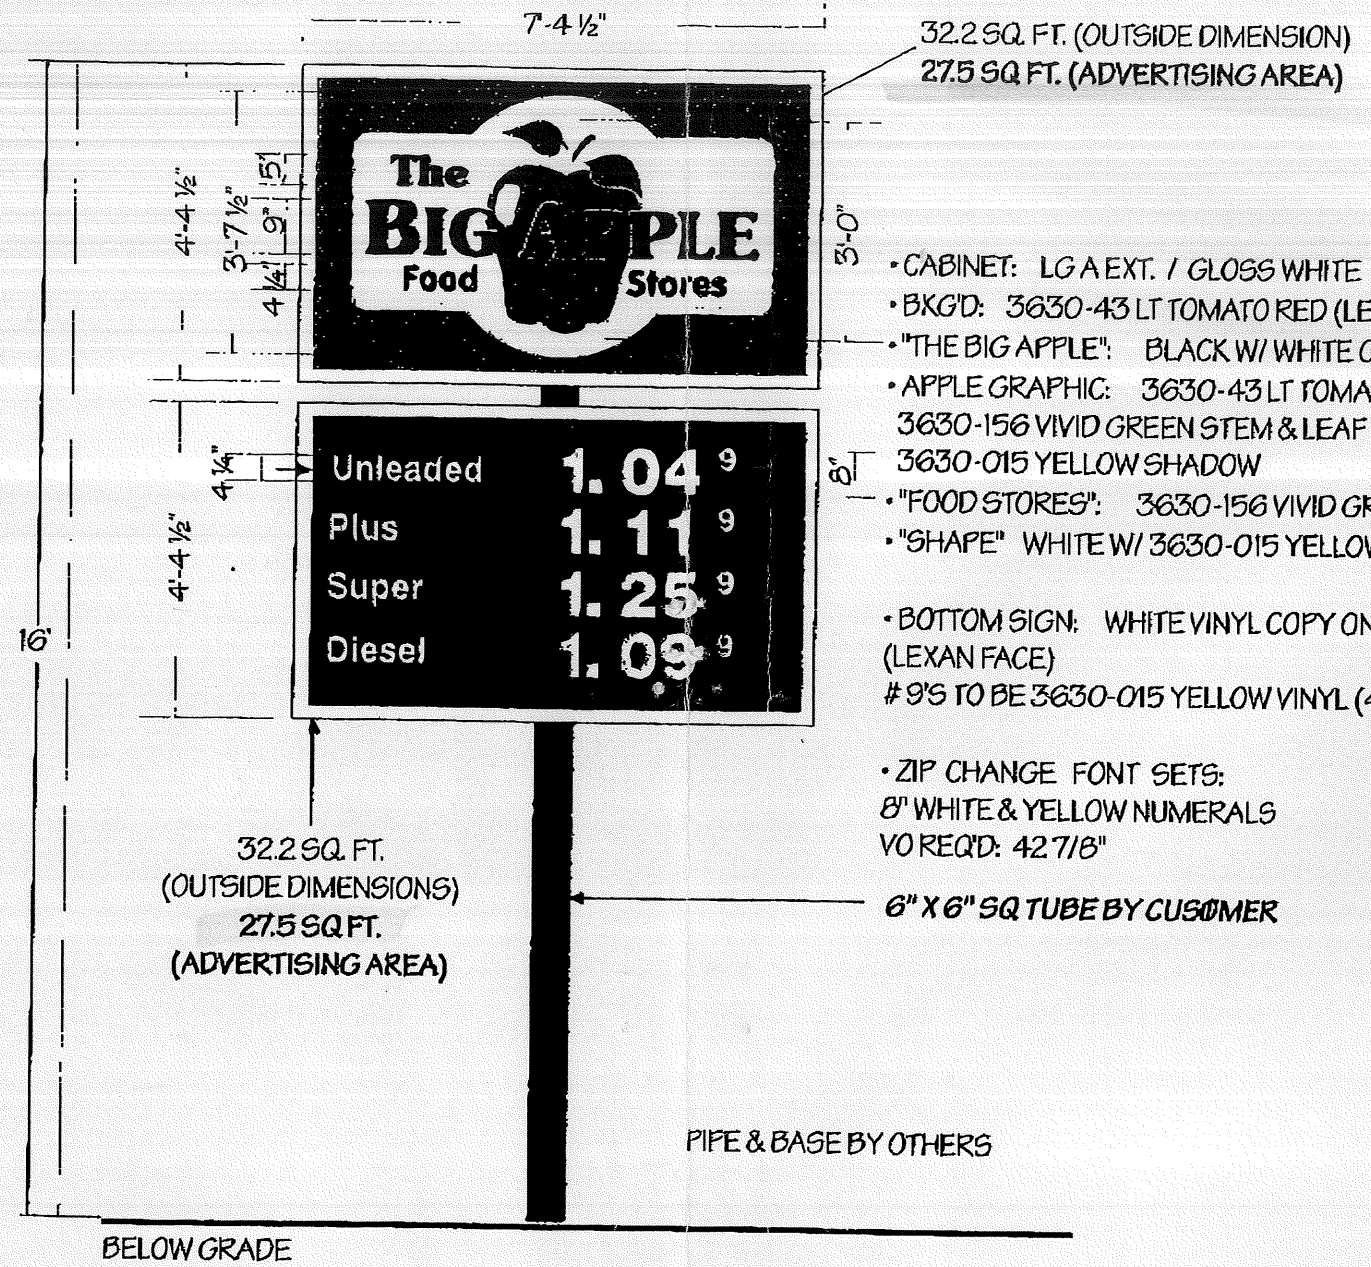 7'-4 ½"
32.2 SQ. FT. (OUTSIDE DIMENSION)
27.5 SQ FT. (ADVERTISING AREA)
The
BIG APPLE
Food Stores
5"
9"
4 ¼"
3'-7 ½"
4'-4 ½"
3'-0"
• CABINET: LG A EXT. / GLOSS WHITE
• BKG'D: 3630-43 LT TOMATO RED (LE
• "THE BIG APPLE": BLACK W/ WHITE
• APPLE GRAPHIC: 3630-43 LT TOMA
3630-156 VIVID GREEN STEM & LEAF
3630-015 YELLOW SHADOW
• "FOOD STORES": 3630-156 VIVID GR
• "SHAPE" WHITE W/ 3630-015 YELLOW
Unleaded 1.04 9
Plus 1.11 9
Super 1.25 9
Diesel 1.09 9
4 ¼"
8"
4'-4 ½"
16'
• BOTTOM SIGN: WHITE VINYL COPY ON
(LEXAN FACE)
# 9'S TO BE 3630-015 YELLOW VINYL (4
• ZIP CHANGE FONT SETS:
8" WHITE & YELLOW NUMERALS
VO REQ'D: 42 7/8"
32.2 SQ. FT.
(OUTSIDE DIMENSIONS)
27.5 SQ FT.
(ADVERTISING AREA)
6" X 6" SQ TUBE BY CUSOMER
PIPE & BASE BY OTHERS
BELOW GRADE